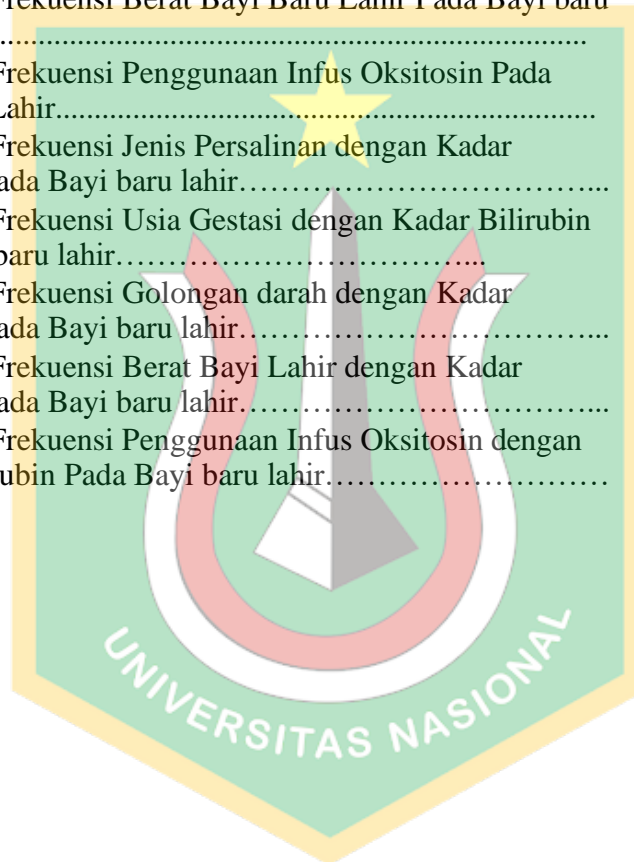 Frekuensi Berat Bayi Baru Lahir Pada Bayi baru
....................................................................
Frekuensi Penggunaan Infus Oksitosin Pada
Lahir.....................................................................
Frekuensi Jenis Persalinan dengan Kadar
ada Bayi baru lahir…………………………...
Frekuensi Usia Gestasi dengan Kadar Bilirubin
baru lahir……………………………...
Frekuensi Golongan darah dengan Kadar
ada Bayi baru lahir…………………………...
Frekuensi Berat Bayi Lahir dengan Kadar
ada Bayi baru lahir…………………………...
Frekuensi Penggunaan Infus Oksitosin dengan
ubin Pada Bayi baru lahir………………………
UNIVERSITAS NASIONAL